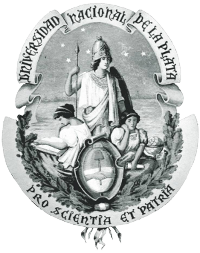 UNIVERSIDAD NACIONAL DE LA PLATA
PRO SCIENTIA ET PATRIA